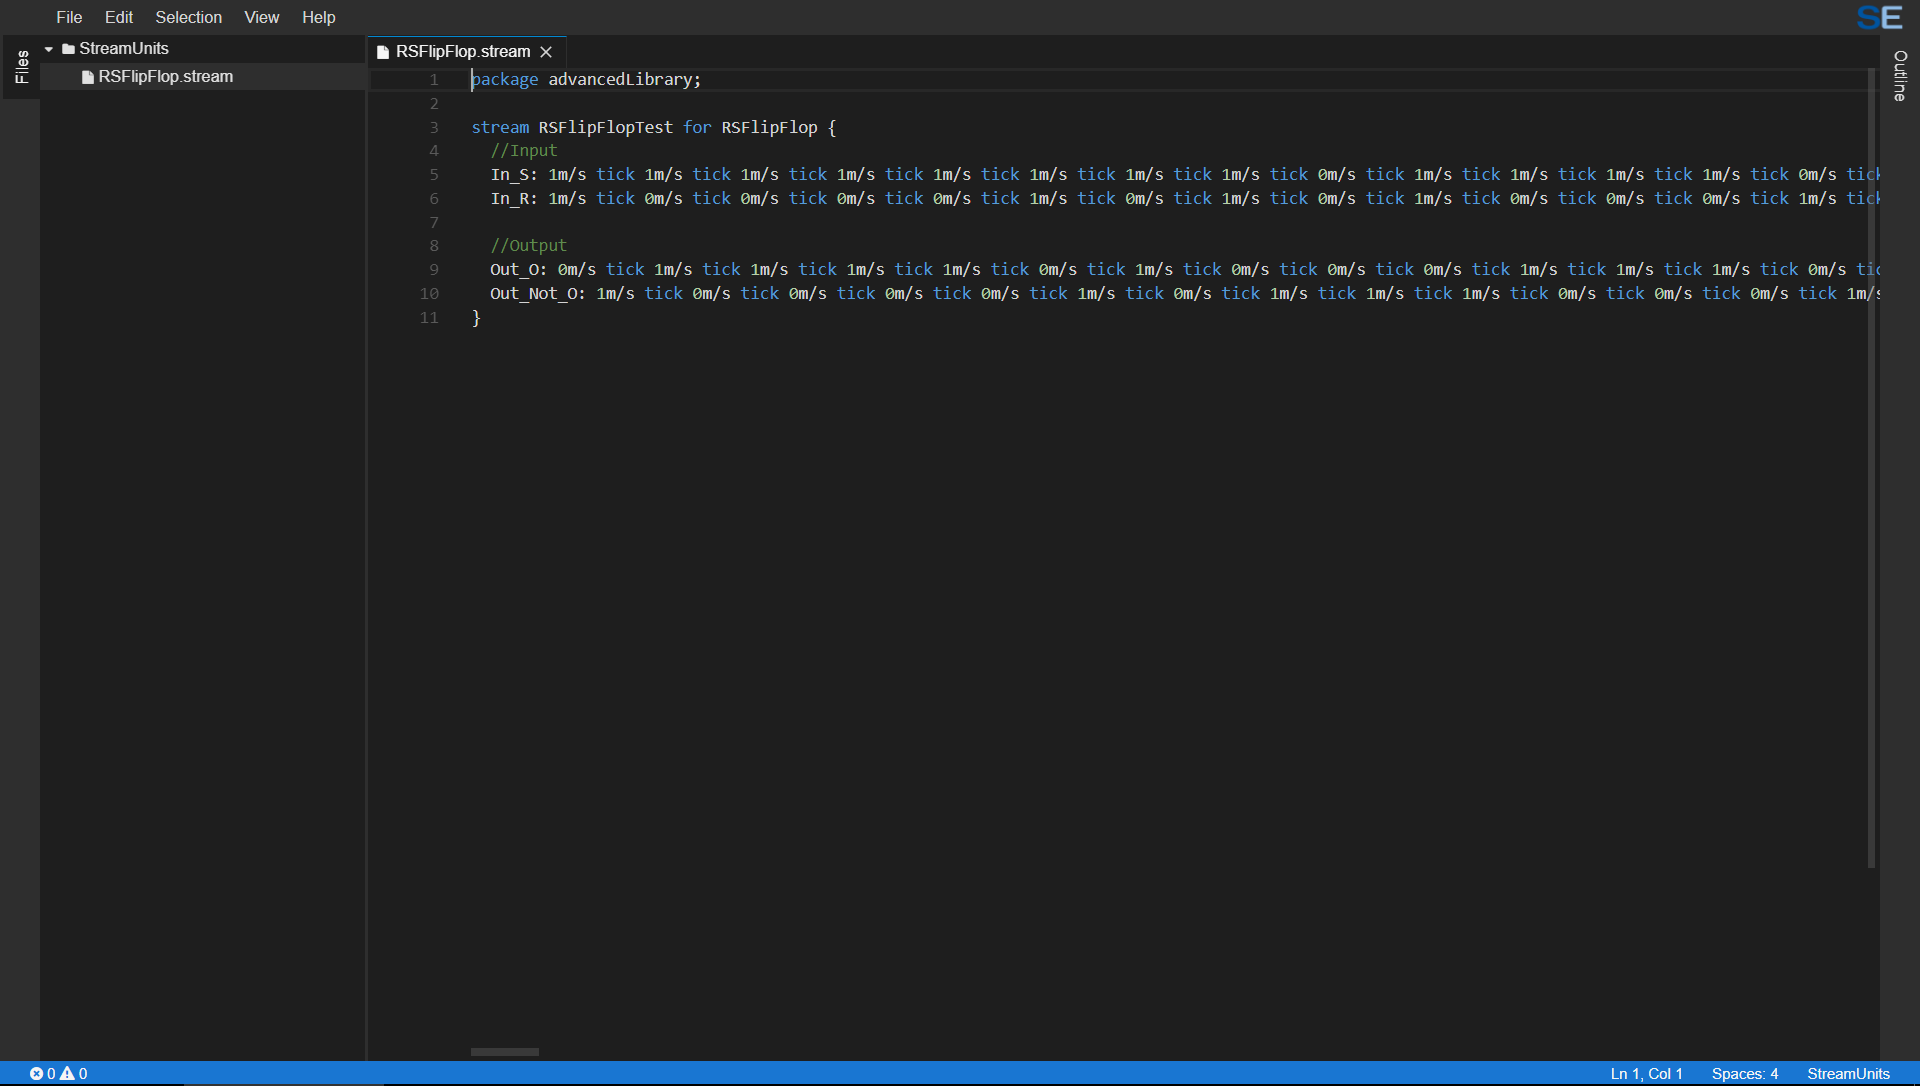 File Edit Selection View Help
SE
Files
StreamUnits
RSFlipFlop.stream
RSFlipFlop.stream
Outline
1 package advancedLibrary;
2
3 stream RSFlipFlopTest for RSFlipFlop {
4 //Input
5 In_S: 1m/s tick 1m/s tick 1m/s tick 1m/s tick 1m/s tick 1m/s tick 1m/s tick 1m/s tick 0m/s tick 1m/s tick 1m/s tick 1m/s tick 1m/s tick 0m/s tick
6 In_R: 1m/s tick 0m/s tick 0m/s tick 0m/s tick 0m/s tick 1m/s tick 0m/s tick 1m/s tick 0m/s tick 1m/s tick 0m/s tick 0m/s tick 0m/s tick 1m/s tick
7
8 //Output
9 Out_O: 0m/s tick 1m/s tick 1m/s tick 1m/s tick 1m/s tick 0m/s tick 1m/s tick 0m/s tick 0m/s tick 0m/s tick 1m/s tick 1m/s tick 1m/s tick 0m/s tic
10 Out_Not_O: 1m/s tick 0m/s tick 0m/s tick 0m/s tick 0m/s tick 1m/s tick 0m/s tick 1m/s tick 1m/s tick 1m/s tick 0m/s tick 0m/s tick 0m/s tick 1m/s
11 }
0 0
Ln 1, Col 1 Spaces: 4 StreamUnits